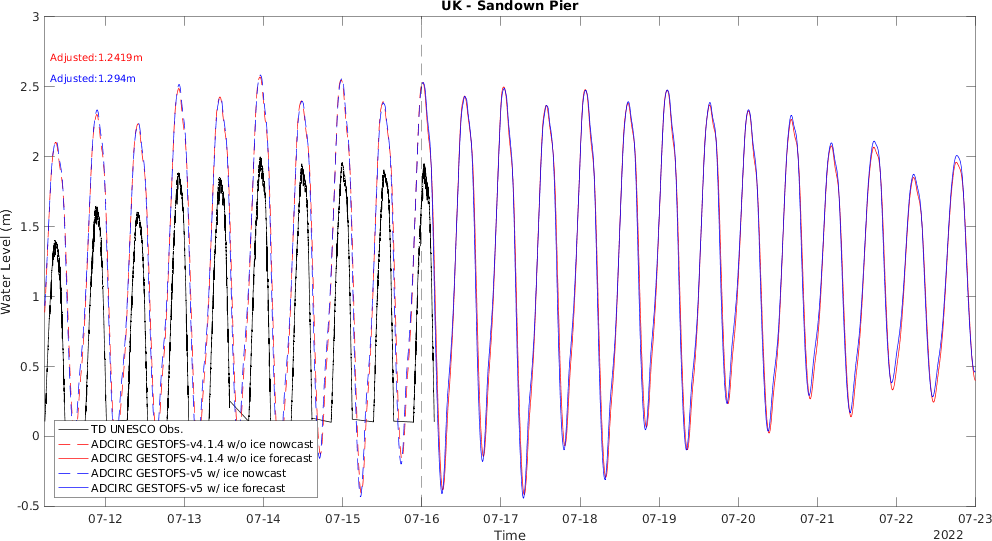 UK - Sandown Pier
3
Adjusted:1.2419m
Adjusted:1.294m
2.5
2
1.5
1
0.5
0
-0.5
Water Level (m)
TD UNESCO Obs.
ADCIRC GESTOFS-v4.1.4 w/o ice nowcast
ADCIRC GESTOFS-v4.1.4 w/o ice forecast
ADCIRC GESTOFS-v5 w/ ice nowcast
ADCIRC GESTOFS-v5 w/ ice forecast
07-12 07-13 07-14 07-15 07-16 07-17 07-18 07-19 07-20 07-21 07-22 07-23
Time
2022